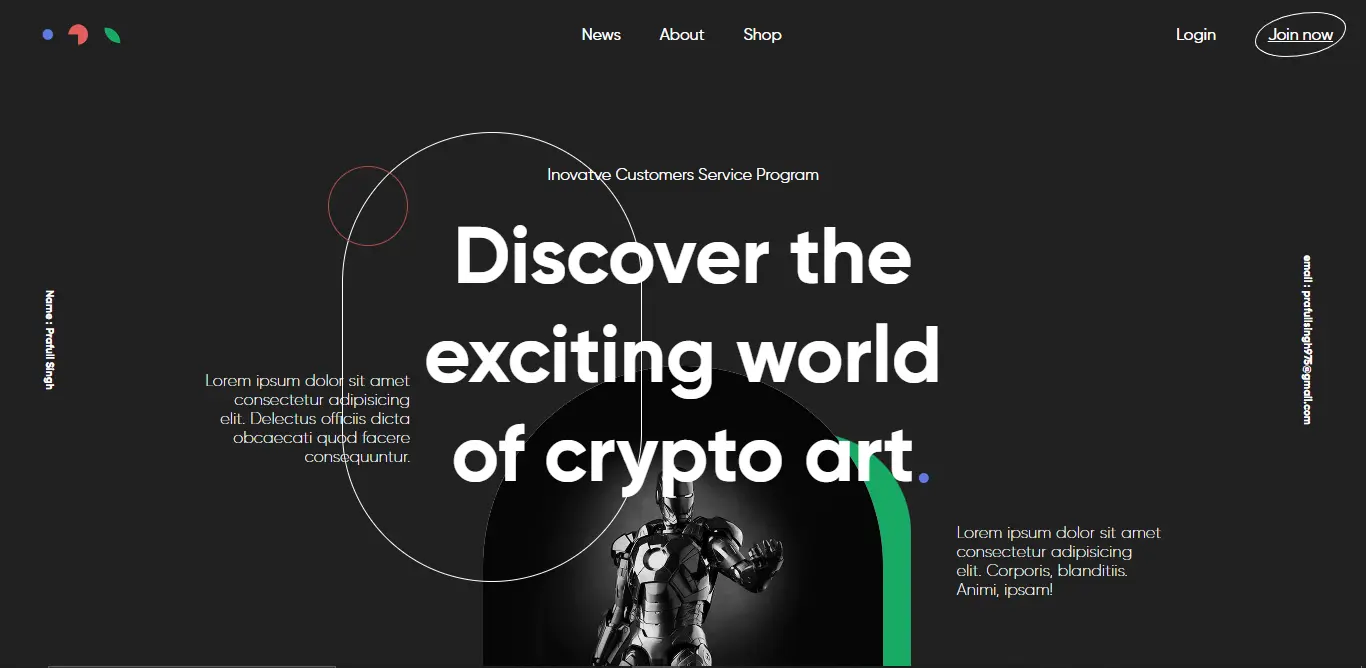 News About Shop
Login Join now
Inovatve Customers Service Program
Discover the
exciting world
of crypto art.
Name : Prafull Singh
email : prafullsingh975@gmail.com
Lorem ipsum dolor sit amet
consectetur adipisicing
elit. Delectus officiis dicta
obcaecati quod facere
consequuntur.
Lorem ipsum dolor sit amet
consectetur adipisicing
elit. Corporis, blanditiis.
Animi, ipsam!